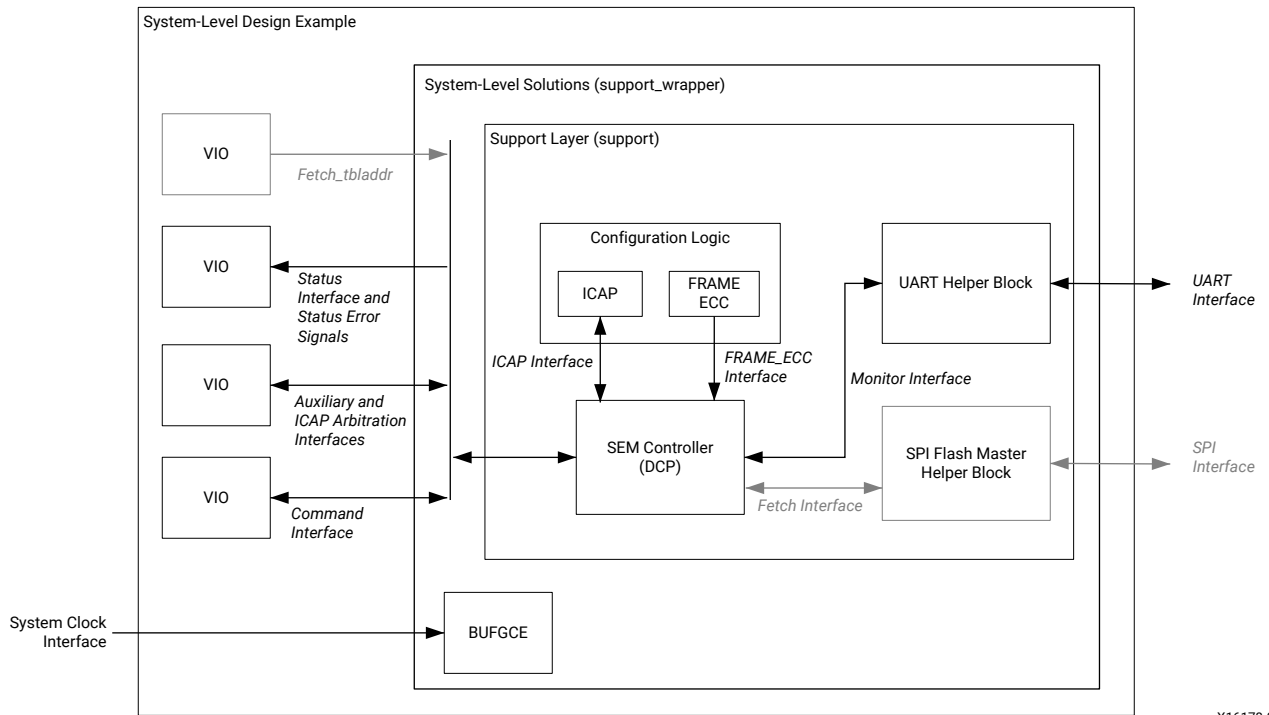 System-Level Design Example
System-Level Solutions (support_wrapper)
Support Layer (support)
VIO
Fetch_tbladdr
VIO
Status
Interface and
Status Error
Signals
VIO
Auxiliary and
ICAP Arbitration
Interfaces
VIO
Command
Interface
Configuration Logic
ICAP
FRAME
ECC
ICAP Interface
FRAME_ECC
Interface
SEM Controller
(DCP)
Monitor Interface
Fetch Interface
UART Helper Block
UART
Interface
SPI Flash Master
Helper Block
SPI
Interface
System Clock
Interface
BUFGCE